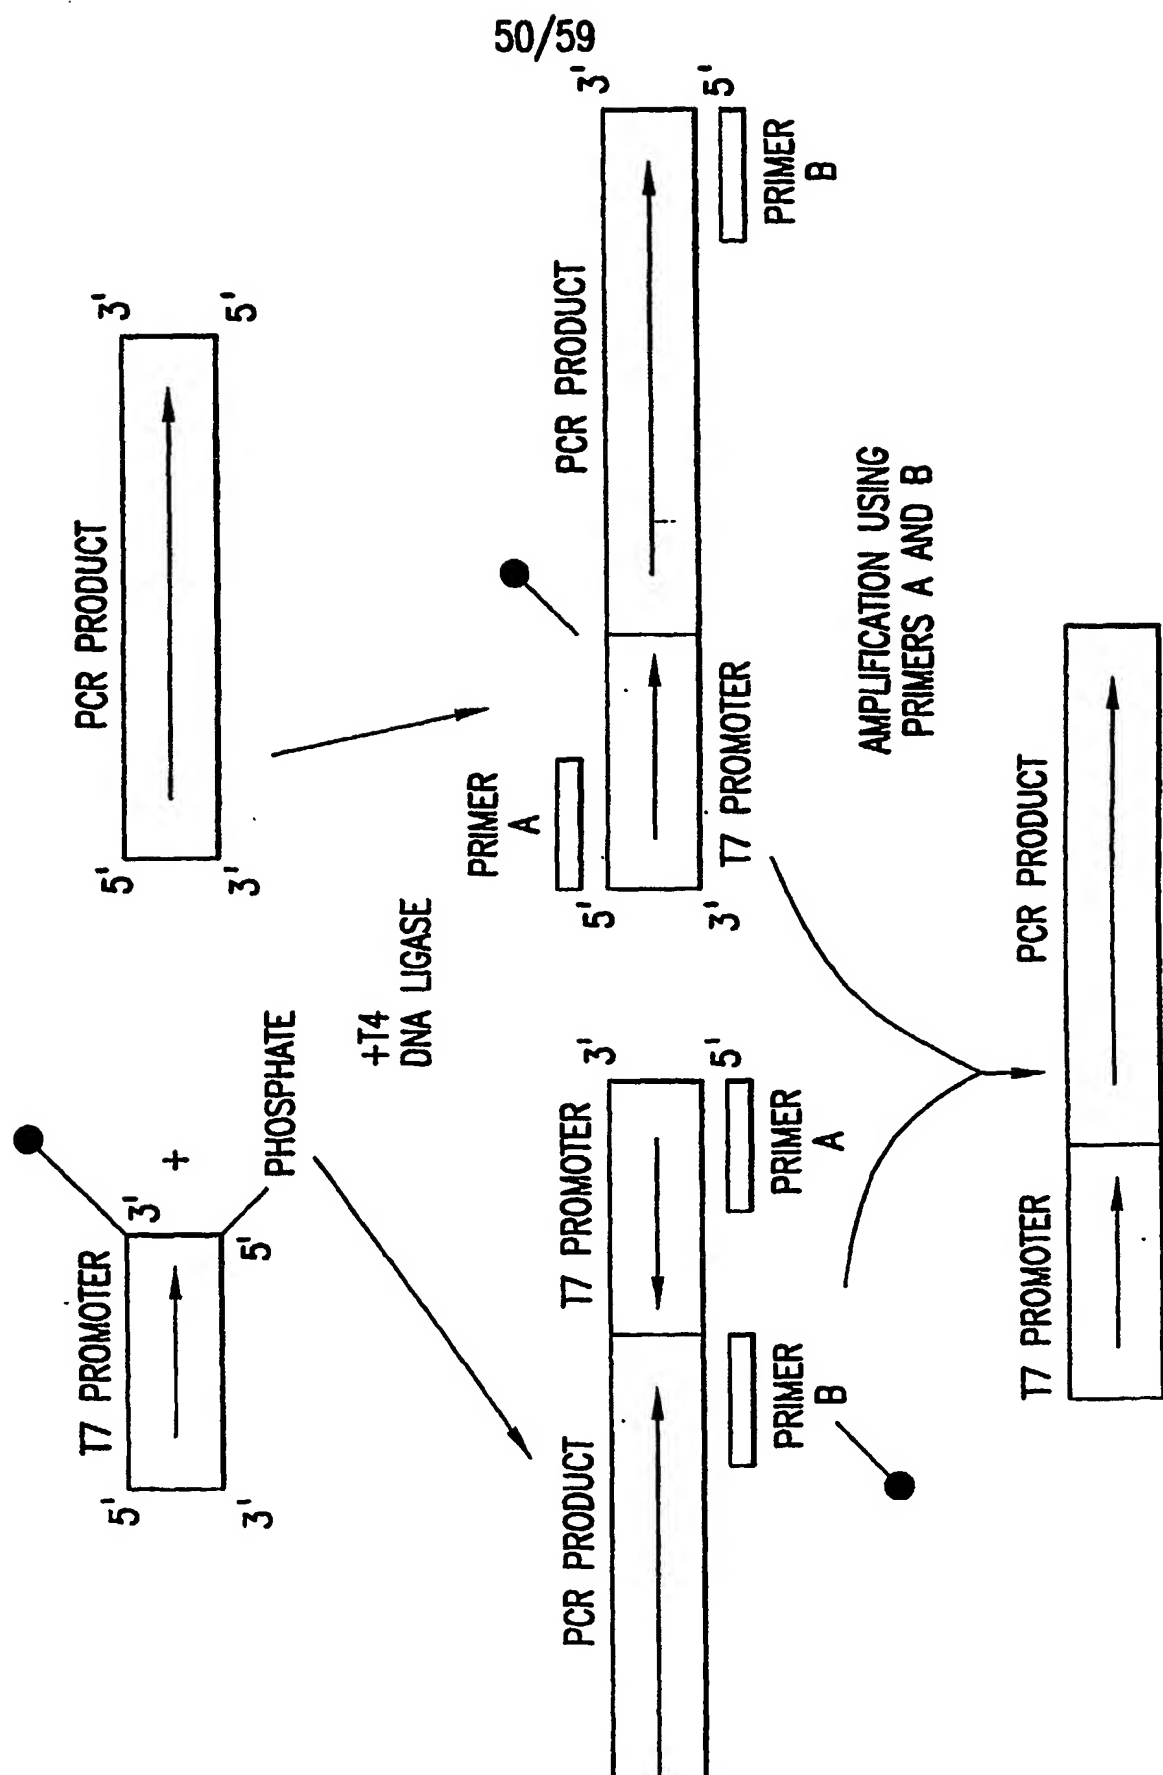 50/59
T7 PROMOTER
5'
3'
3'
5'
+
PHOSPHATE
PCR PRODUCT
5'
3'
3'
5'
+T4
DNA LIGASE
PCR PRODUCT
T7 PROMOTER
3'
5'
PRIMER
B
PRIMER
A
PRIMER
A
5'
3'
T7 PROMOTER
PCR PRODUCT
3'
5'
PRIMER
B
AMPLIFICATION USING
PRIMERS A AND B
T7 PROMOTER
PCR PRODUCT